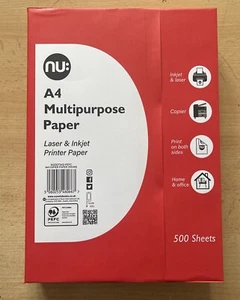 nu:
A4
Multipurpose
Paper
Laser & Inkjet
Printer Paper
Inkjet &
laser
Copier
Print
on both
sides
Home &
office
500 Sheets
PEFC